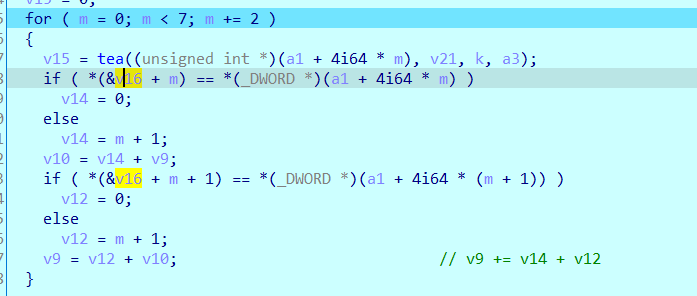 for ( m = 0; m < 7; m += 2 )
{
v15 = tea((unsigned int *)(a1 + 4i64 * m), v21, k, a3);
if ( *(&v16 + m) == *(_DWORD *)(a1 + 4i64 * m) )
v14 = 0;
else
v14 = m + 1;
v10 = v14 + v9;
if ( *(&v16 + m + 1) == *(_DWORD *)(a1 + 4i64 * (m + 1)) )
v12 = 0;
else
v12 = m + 1;
v9 = v12 + v10; // v9 += v14 + v12
}